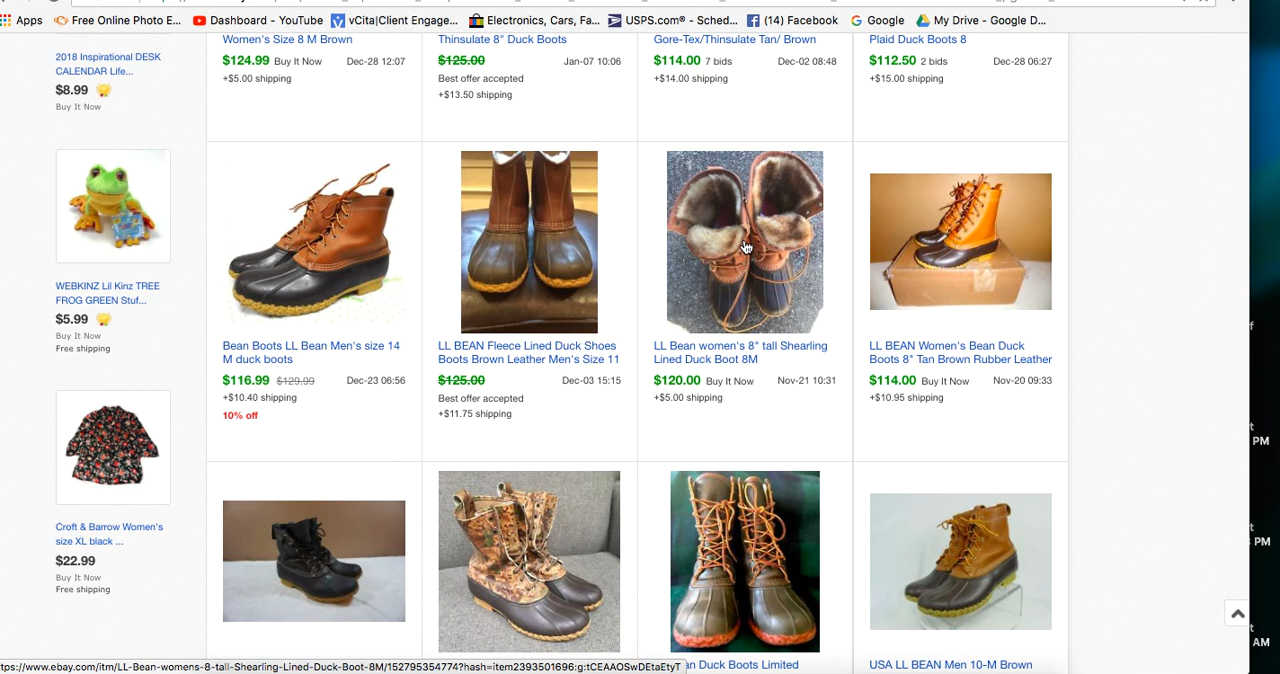 Apps
Free Online Photo E...
Dashboard - YouTube
vCita|Client Engage...
Electronics, Cars, Fa...
USPS.com® - Sched...
(14) Facebook
Google
My Drive - Google D...
2018 Inspirational DESK
CALENDAR Life...
$8.99
Buy It Now
WEBKINZ Lil Kinz TREE
FROG GREEN Stuf...
$5.99
Buy It Now
Free shipping
Croft & Barrow Women's
size XL black ...
$22.99
Buy It Now
Free shipping
Women's Size 8 M Brown
$124.99 Buy It Now Dec-28 12:07
+$5.00 shipping
Thinsulate 8" Duck Boots
$125.00 Jan-07 10:06
Best offer accepted
+$13.50 shipping
Gore-Tex/Thinsulate Tan/ Brown
$114.00 7 bids Dec-02 08:48
+$14.00 shipping
Plaid Duck Boots 8
$112.50 2 bids Dec-28 06:27
+$15.00 shipping
Bean Boots LL Bean Men's size 14
M duck boots
$116.99 $129.99 Dec-23 06:56
+$10.40 shipping
10% off
LL BEAN Fleece Lined Duck Shoes
Boots Brown Leather Men's Size 11
$125.00 Dec-03 15:15
Best offer accepted
+$11.75 shipping
LL Bean women's 8" tall Shearling
Lined Duck Boot 8M
$120.00 Buy It Now Nov-21 10:31
+$5.00 shipping
LL BEAN Women's Bean Duck
Boots 8" Tan Brown Rubber Leather
$114.00 Buy It Now Nov-20 09:33
+$10.95 shipping
Duck Boots Limited
USA LL BEAN Men 10-M Brown
ttps://www.ebay.com/itm/LL-Bean-womens-8-tall-Shearling-Lined-Duck-Boot-8M/152795354774?hash=item2393501696:g:tCEAAOSwDEtaEtyT
PM
PM
AM